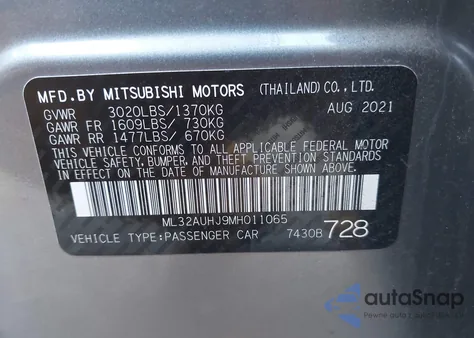 MFD.BY MITSUBISHI MOTORS (THAILAND)CO.,LTD.
GVWR 3020LBS/1370KG AUG 2021
GAWR FR 1609LBS/ 730KG
GAWR RR 1477LBS/ 670KG
THIS VEHICLE CONFORMS TO ALL APPLICABLE FEDERAL MOTOR
VEHICLE SAFETY, BUMPER, AND THEFT PREVENTION STANDARDS
IN EFFECT ON THE DATE OF MANUFACTURE SHOWN ABOVE.
ML32AUHJ9MH011065
VEHICLE TYPE:PASSENGER CAR 7430B 728
autoSnap